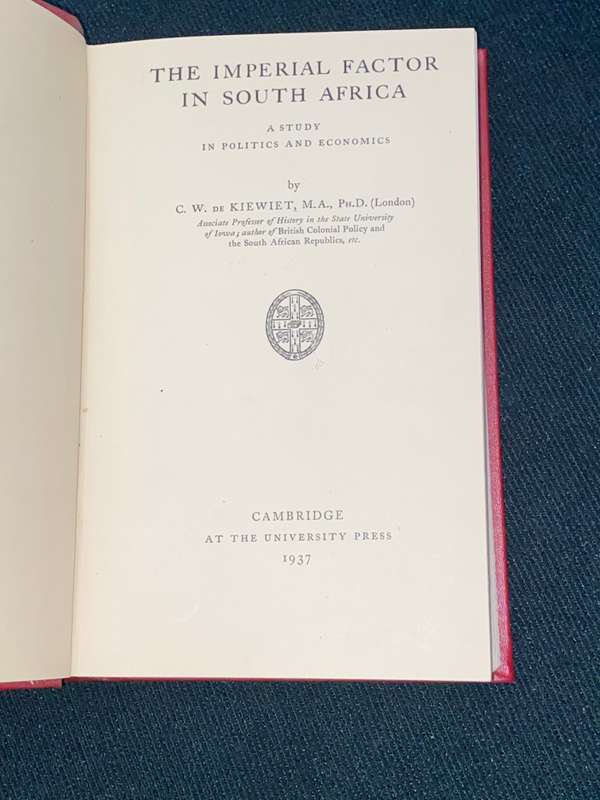 THE IMPERIAL FACTOR
IN SOUTH AFRICA
A STUDY
IN POLITICS AND ECONOMICS
by
C. W. DE KIEWIET, M.A., PH.D. (London)
Associate Professor of History in the State University
of Iowa; author of British Colonial Policy and
the South African Republics, etc.
CAMBRIDGE
AT THE UNIVERSITY PRESS
1937